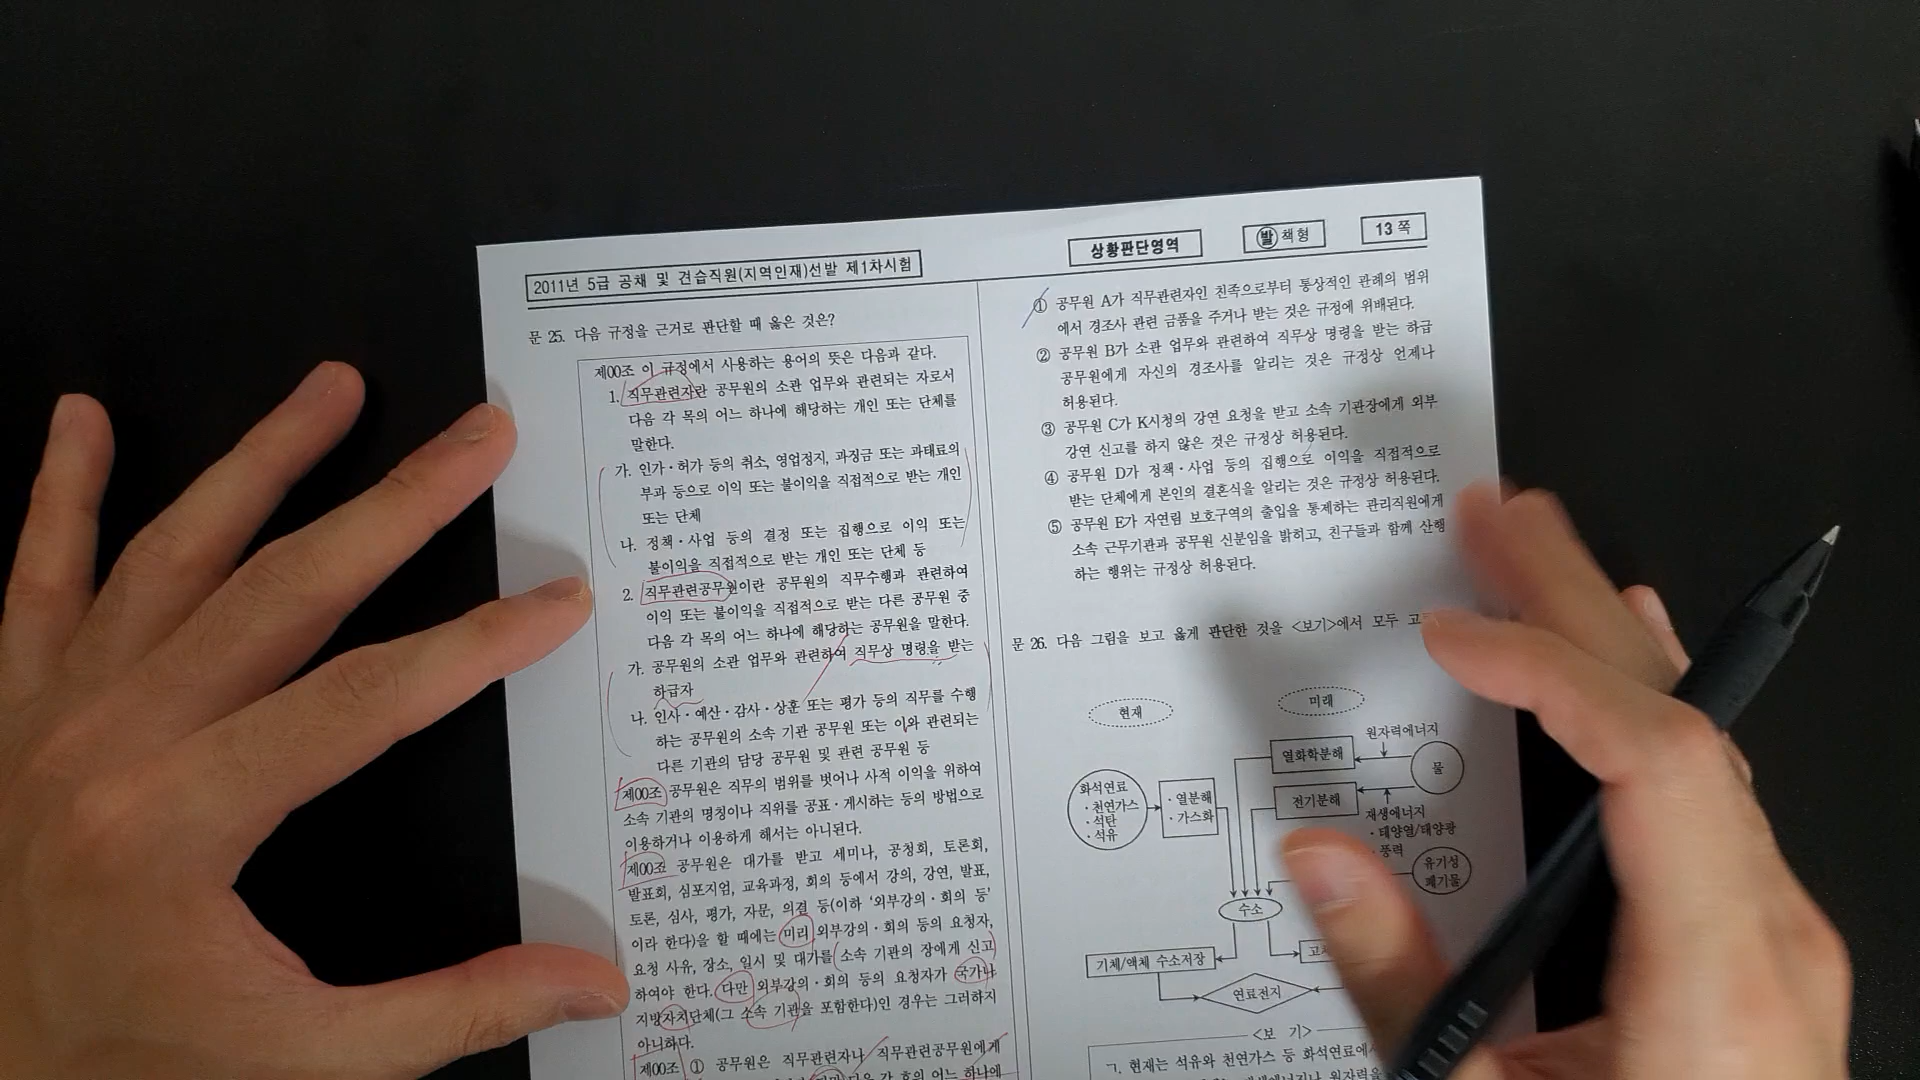 2011년 5급 공채 및 견습직원(지역인재)선발 제1차시험
상황판단영역
발 책형
13 쪽
문 25. 다음 규정을 근거로 판단할 때 옳은 것은?
제00조 이 규정에서 사용하는 용어의 뜻은 다음과 같다.
1. 직무관련자란 공무원의 소관 업무와 관련되는 자로서
다음 각 목의 어느 하나에 해당하는 개인 또는 단체를
말한다.
가. 인가·허가 등의 취소, 영업정지, 과징금 또는 과태료의
부과 등으로 이익 또는 불이익을 직접적으로 받는 개인
또는 단체
나. 정책·사업 등의 결정 또는 집행으로 이익 또는
불이익을 직접적으로 받는 개인 또는 단체 등
2. 직무관련공무원이란 공무원의 직무수행과 관련하여
이익 또는 불이익을 직접적으로 받는 다른 공무원 중
다음 각 목의 어느 하나에 해당하는 공무원을 말한다.
가. 공무원의 소관 업무와 관련하여 직무상 명령을 받는
하급자
나. 인사·예산·감사·상훈 또는 평가 등의 직무를 수행
하는 공무원의 소속 기관 공무원 또는 이와 관련되는
다른 기관의 담당 공무원 및 관련 공무원 등
제00조 공무원은 직무의 범위를 벗어나 사적 이익을 위하여
소속 기관의 명칭이나 직위를 공표·게시하는 등의 방법으로
이용하거나 이용하게 해서는 아니된다.
제00조 공무원은 대가를 받고 세미나, 공청회, 토론회,
발표회, 심포지엄, 교육과정, 회의 등에서 강의, 강연, 발표,
토론, 심사, 평가, 자문, 의결 등(이하 '외부강의·회의 등'
이라 한다)을 할 때에는 미리 외부강의·회의 등의 요청자,
요청 사유, 장소, 일시 및 대가를 소속 기관의 장에게 신고
하여야 한다. 다만 외부강의·회의 등의 요청자가 국가나
지방자치단체(그 소속 기관을 포함한다)인 경우는 그러하지
아니하다.
제00조 ① 공무원은 직무관련자나 직무관련공무원에게
다음 각 호의 어느 하나에
① 공무원 A가 직무관련자인 친족으로부터 통상적인 관례의 범위
에서 경조사 관련 금품을 주거나 받는 것은 규정에 위배된다.
② 공무원 B가 소관 업무와 관련하여 직무상 명령을 받는 하급
공무원에게 자신의 경조사를 알리는 것은 규정상 언제나
허용된다.
③ 공무원 C가 K시청의 강연 요청을 받고 소속 기관장에게 외부
강연 신고를 하지 않은 것은 규정상 허용된다.
④ 공무원 D가 정책·사업 등의 집행으로 이익을 직접적으로
받는 단체에게 본인의 결혼식을 알리는 것은 규정상 허용된다.
⑤ 공무원 E가 자연림 보호구역의 출입을 통제하는 관리직원에게
소속 근무기관과 공무원 신분임을 밝히고, 친구들과 함께 산행
하는 행위는 규정상 허용된다.
문 26. 다음 그림을 보고 옳게 판단한 것을 <보기>에서 모두
현재
미래
원자력에너지
열화학분해
물
화석연료
·천연가스
·석탄
·석유
·열분해
·가스화
전기분해
재생에너지
·태양열/태양광
·풍력
유기성
폐기물
수소
기체/액체 수소저장
연료전지
<보 기>
ㄱ. 현재는 석유와 천연가스 등 화석연료에서